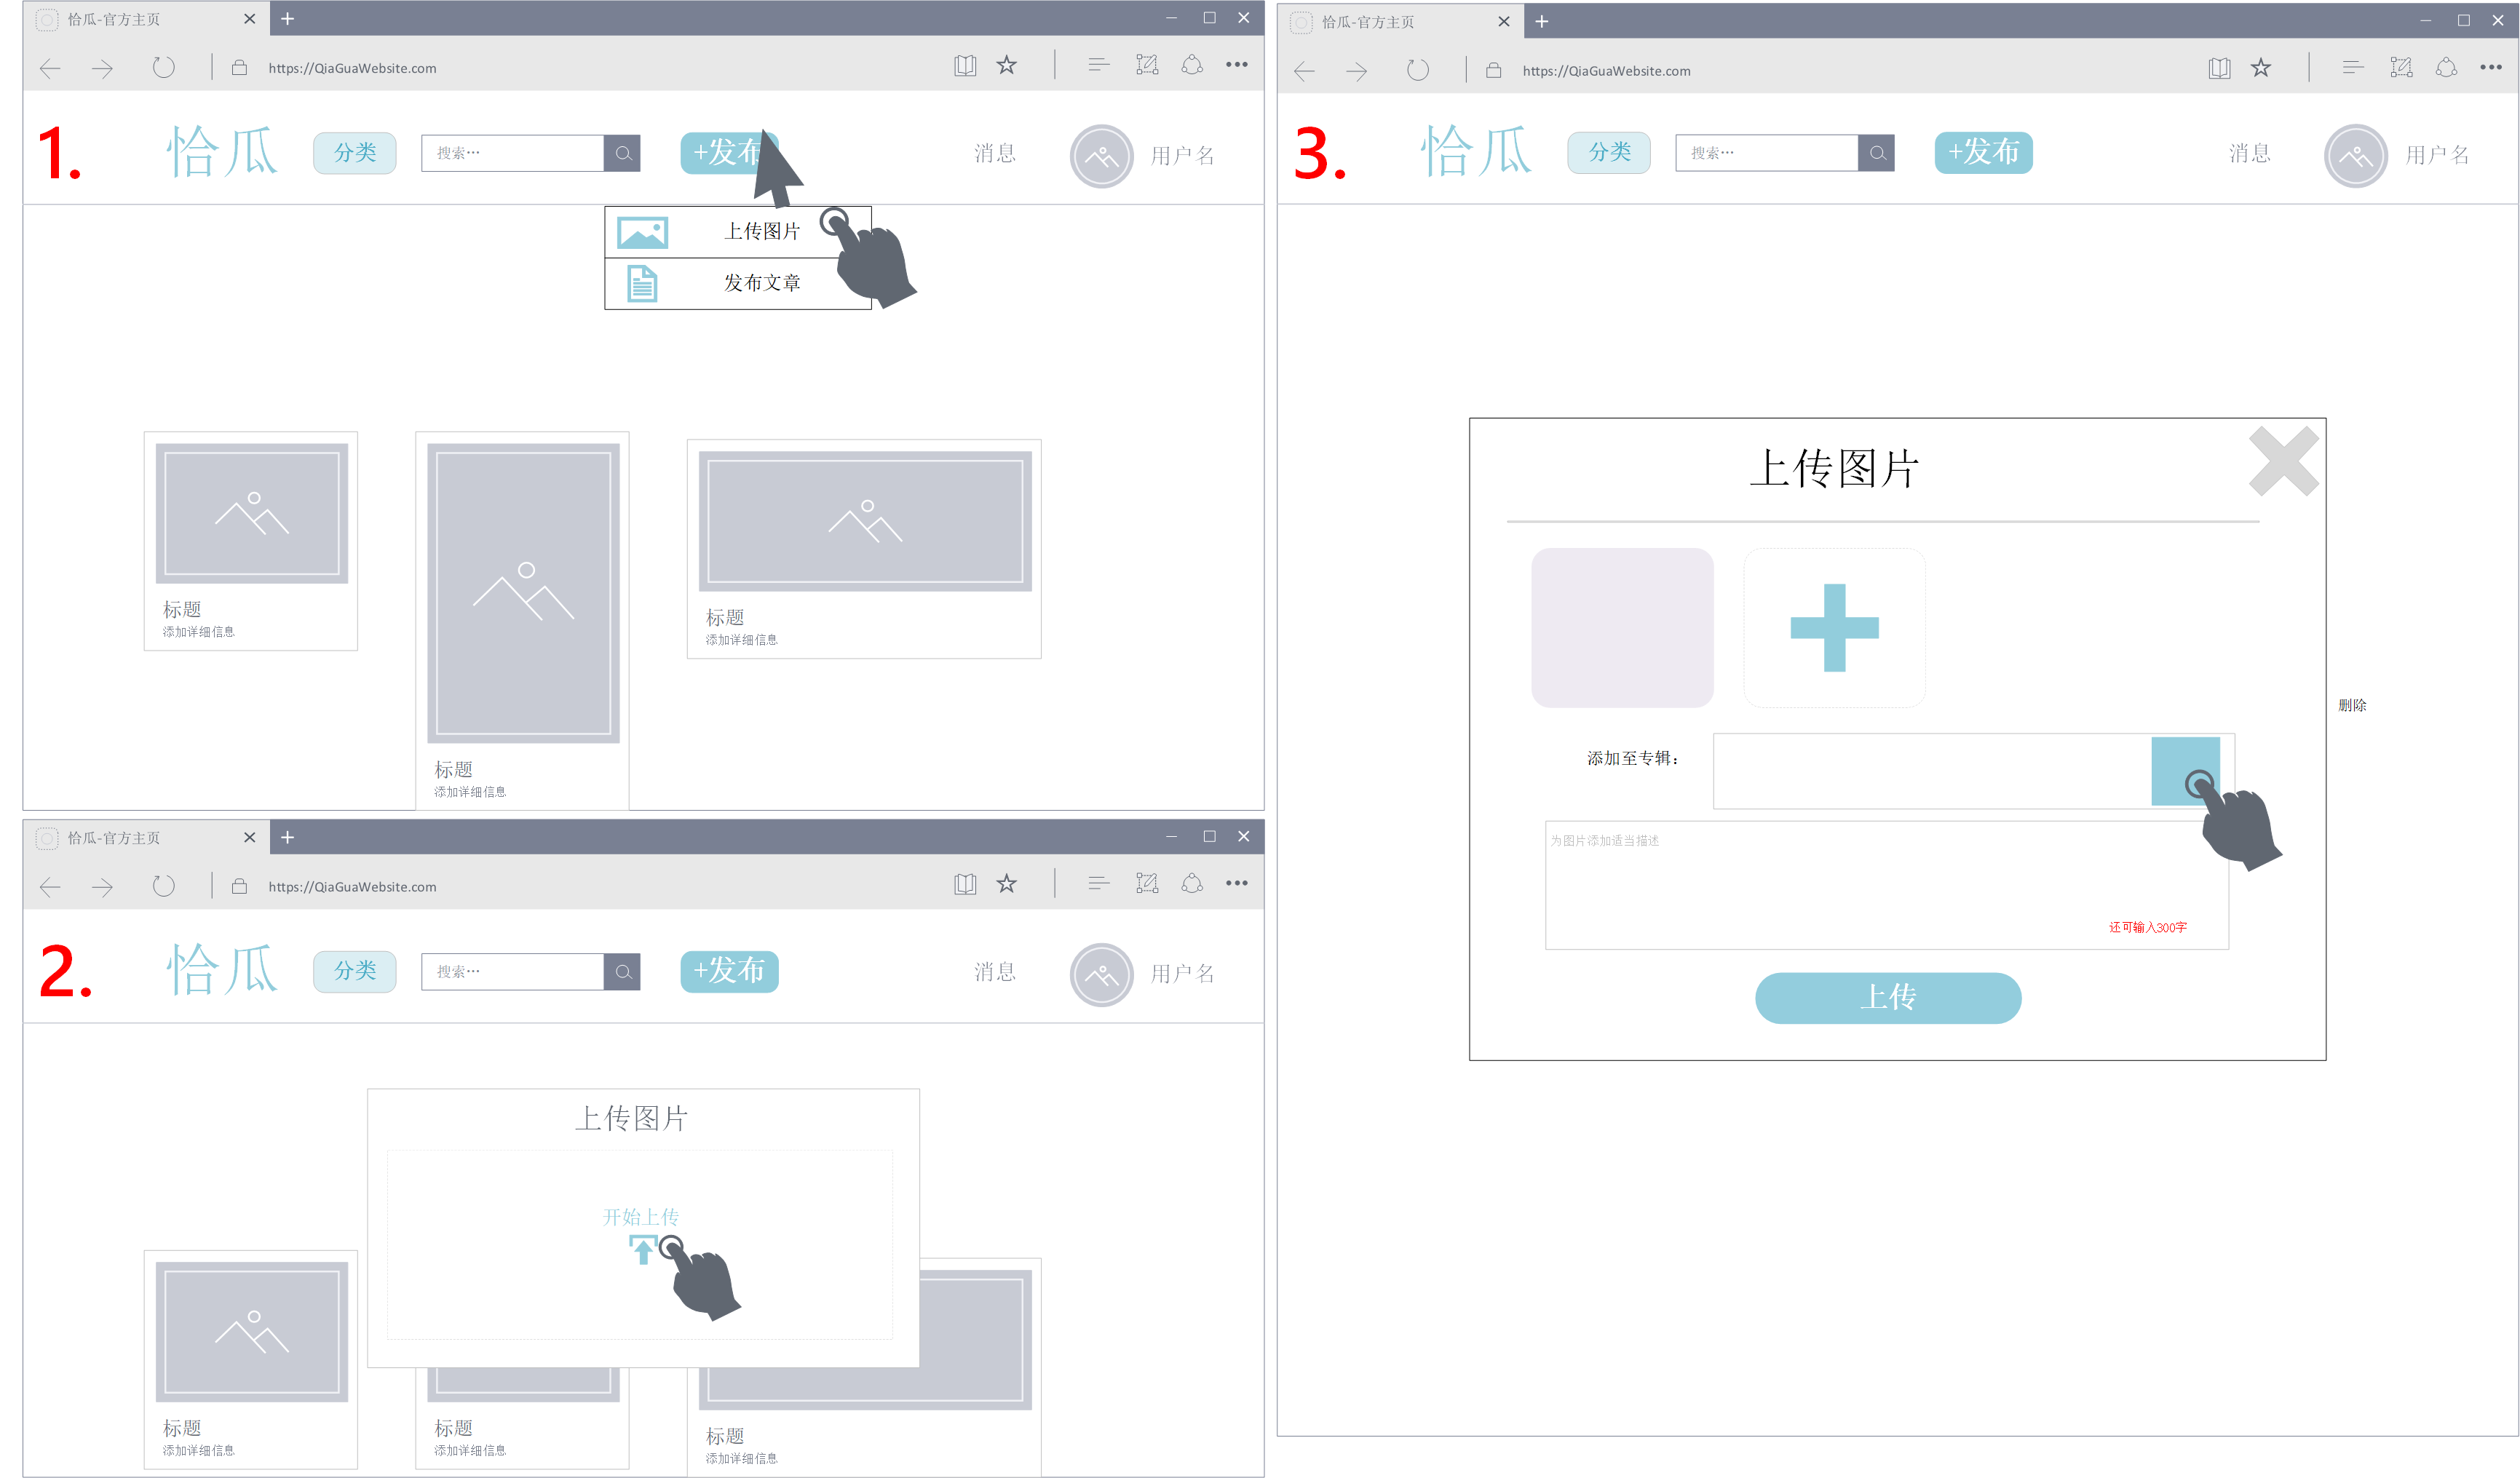 恰瓜-官方主页
https://QiaGuaWebsite.com
1.
恰瓜
分类
搜索…
+发布
消息
用户名
上传图片
发布文章
标题
添加详细信息
标题
添加详细信息
标题
添加详细信息
恰瓜-官方主页
https://QiaGuaWebsite.com
2.
恰瓜
分类
搜索…
+发布
消息
用户名
上传图片
开始上传
标题
添加详细信息
标题
添加详细信息
标题
添加详细信息
恰瓜-官方主页
https://QiaGuaWebsite.com
3.
恰瓜
分类
搜索…
+发布
消息
用户名
上传图片
删除
添加至专辑：
为图片添加适当描述
还可输入300字
上传